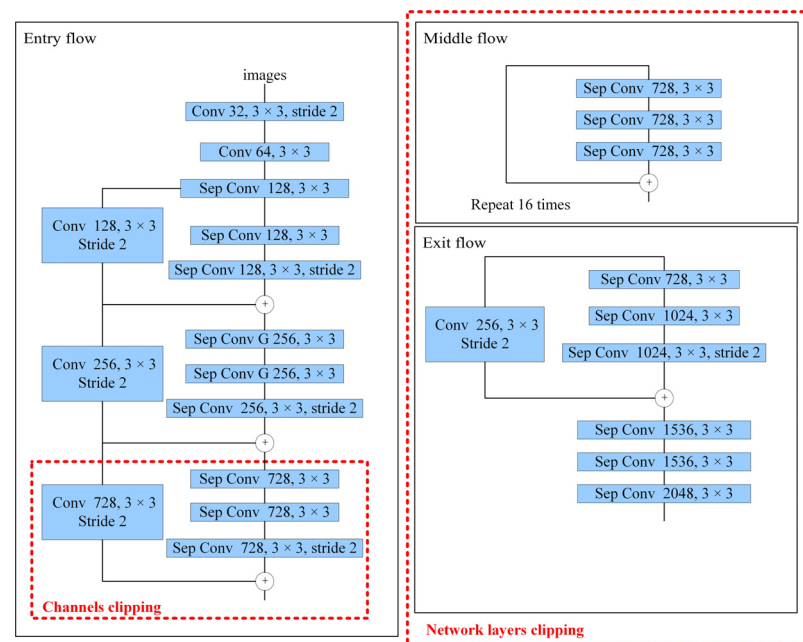 Entry flow
images
Conv 32, 3 × 3, stride 2
Conv 64, 3 × 3
Sep Conv 128, 3 × 3
Conv 128, 3 × 3
Stride 2
Sep Conv 128, 3 × 3
Sep Conv 128, 3 × 3, stride 2
+
Conv 256, 3 × 3
Stride 2
Sep Conv G 256, 3 × 3
Sep Conv G 256, 3 × 3
Sep Conv 256, 3 × 3, stride 2
+
Conv 728, 3 × 3
Stride 2
Sep Conv 728, 3 × 3
Sep Conv 728, 3 × 3
Sep Conv 728, 3 × 3, stride 2
+
Channels clipping
Middle flow
Sep Conv 728, 3 × 3
Sep Conv 728, 3 × 3
Sep Conv 728, 3 × 3
+
Repeat 16 times
Exit flow
Conv 256, 3 × 3
Stride 2
Sep Conv 728, 3 × 3
Sep Conv 1024, 3 × 3
Sep Conv 1024, 3 × 3, stride 2
+
Sep Conv 1536, 3 × 3
Sep Conv 1536, 3 × 3
Sep Conv 2048, 3 × 3
Network layers clipping